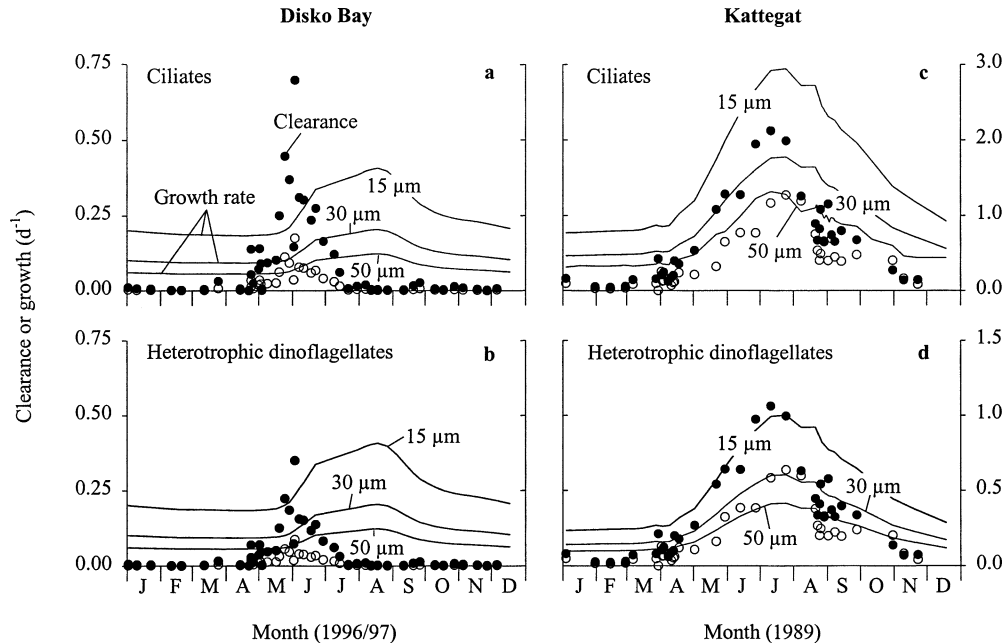 Disko Bay
Kattegat
0.75
Ciliates
a
Ciliates
c
3.0
Clearance
15 µm
0.50
2.0
Growth rate
15 µm
30 µm
0.25
30 µm
1.0
50 µm
50 µm
0.00
0.0
Clearance or growth (d-1)
0.75
Heterotrophic dinoflagellates
b
Heterotrophic dinoflagellates
d
1.5
0.50
1.0
15 µm
15 µm
30 µm
30 µm
0.25
0.5
50 µm
50 µm
0.00
0.0
J F M A M J J A S O N D
J F M A M J J A S O N D
Month (1996/97)
Month (1989)